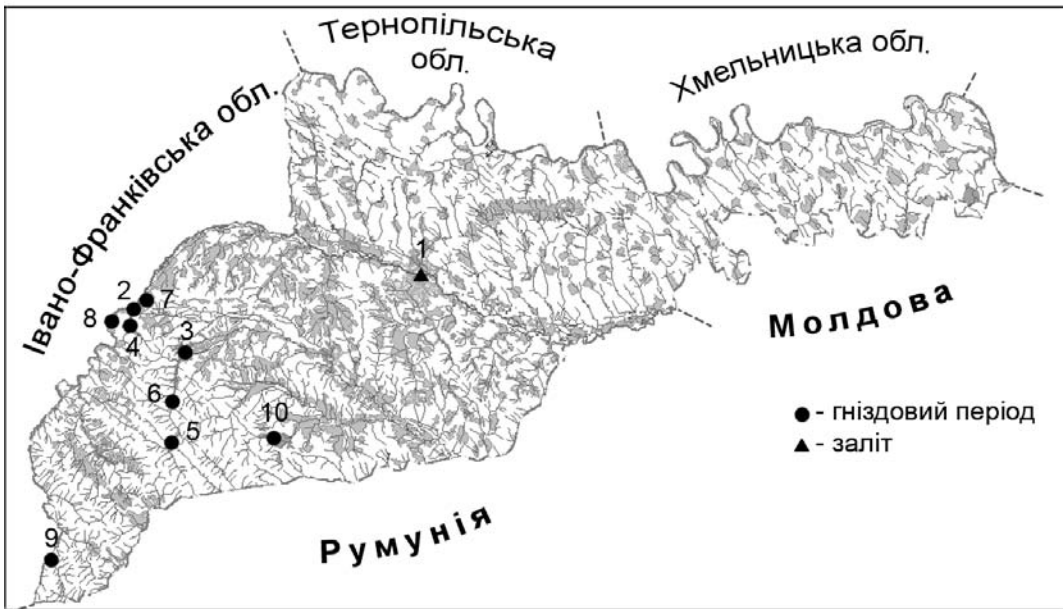 Тернопільська
обл.
Хмельницька обл.
Івано-Франківська обл.
1
2
7
8
4
3
6
5
10
9
Молдова
Румунія
- гніздовий період
- заліт